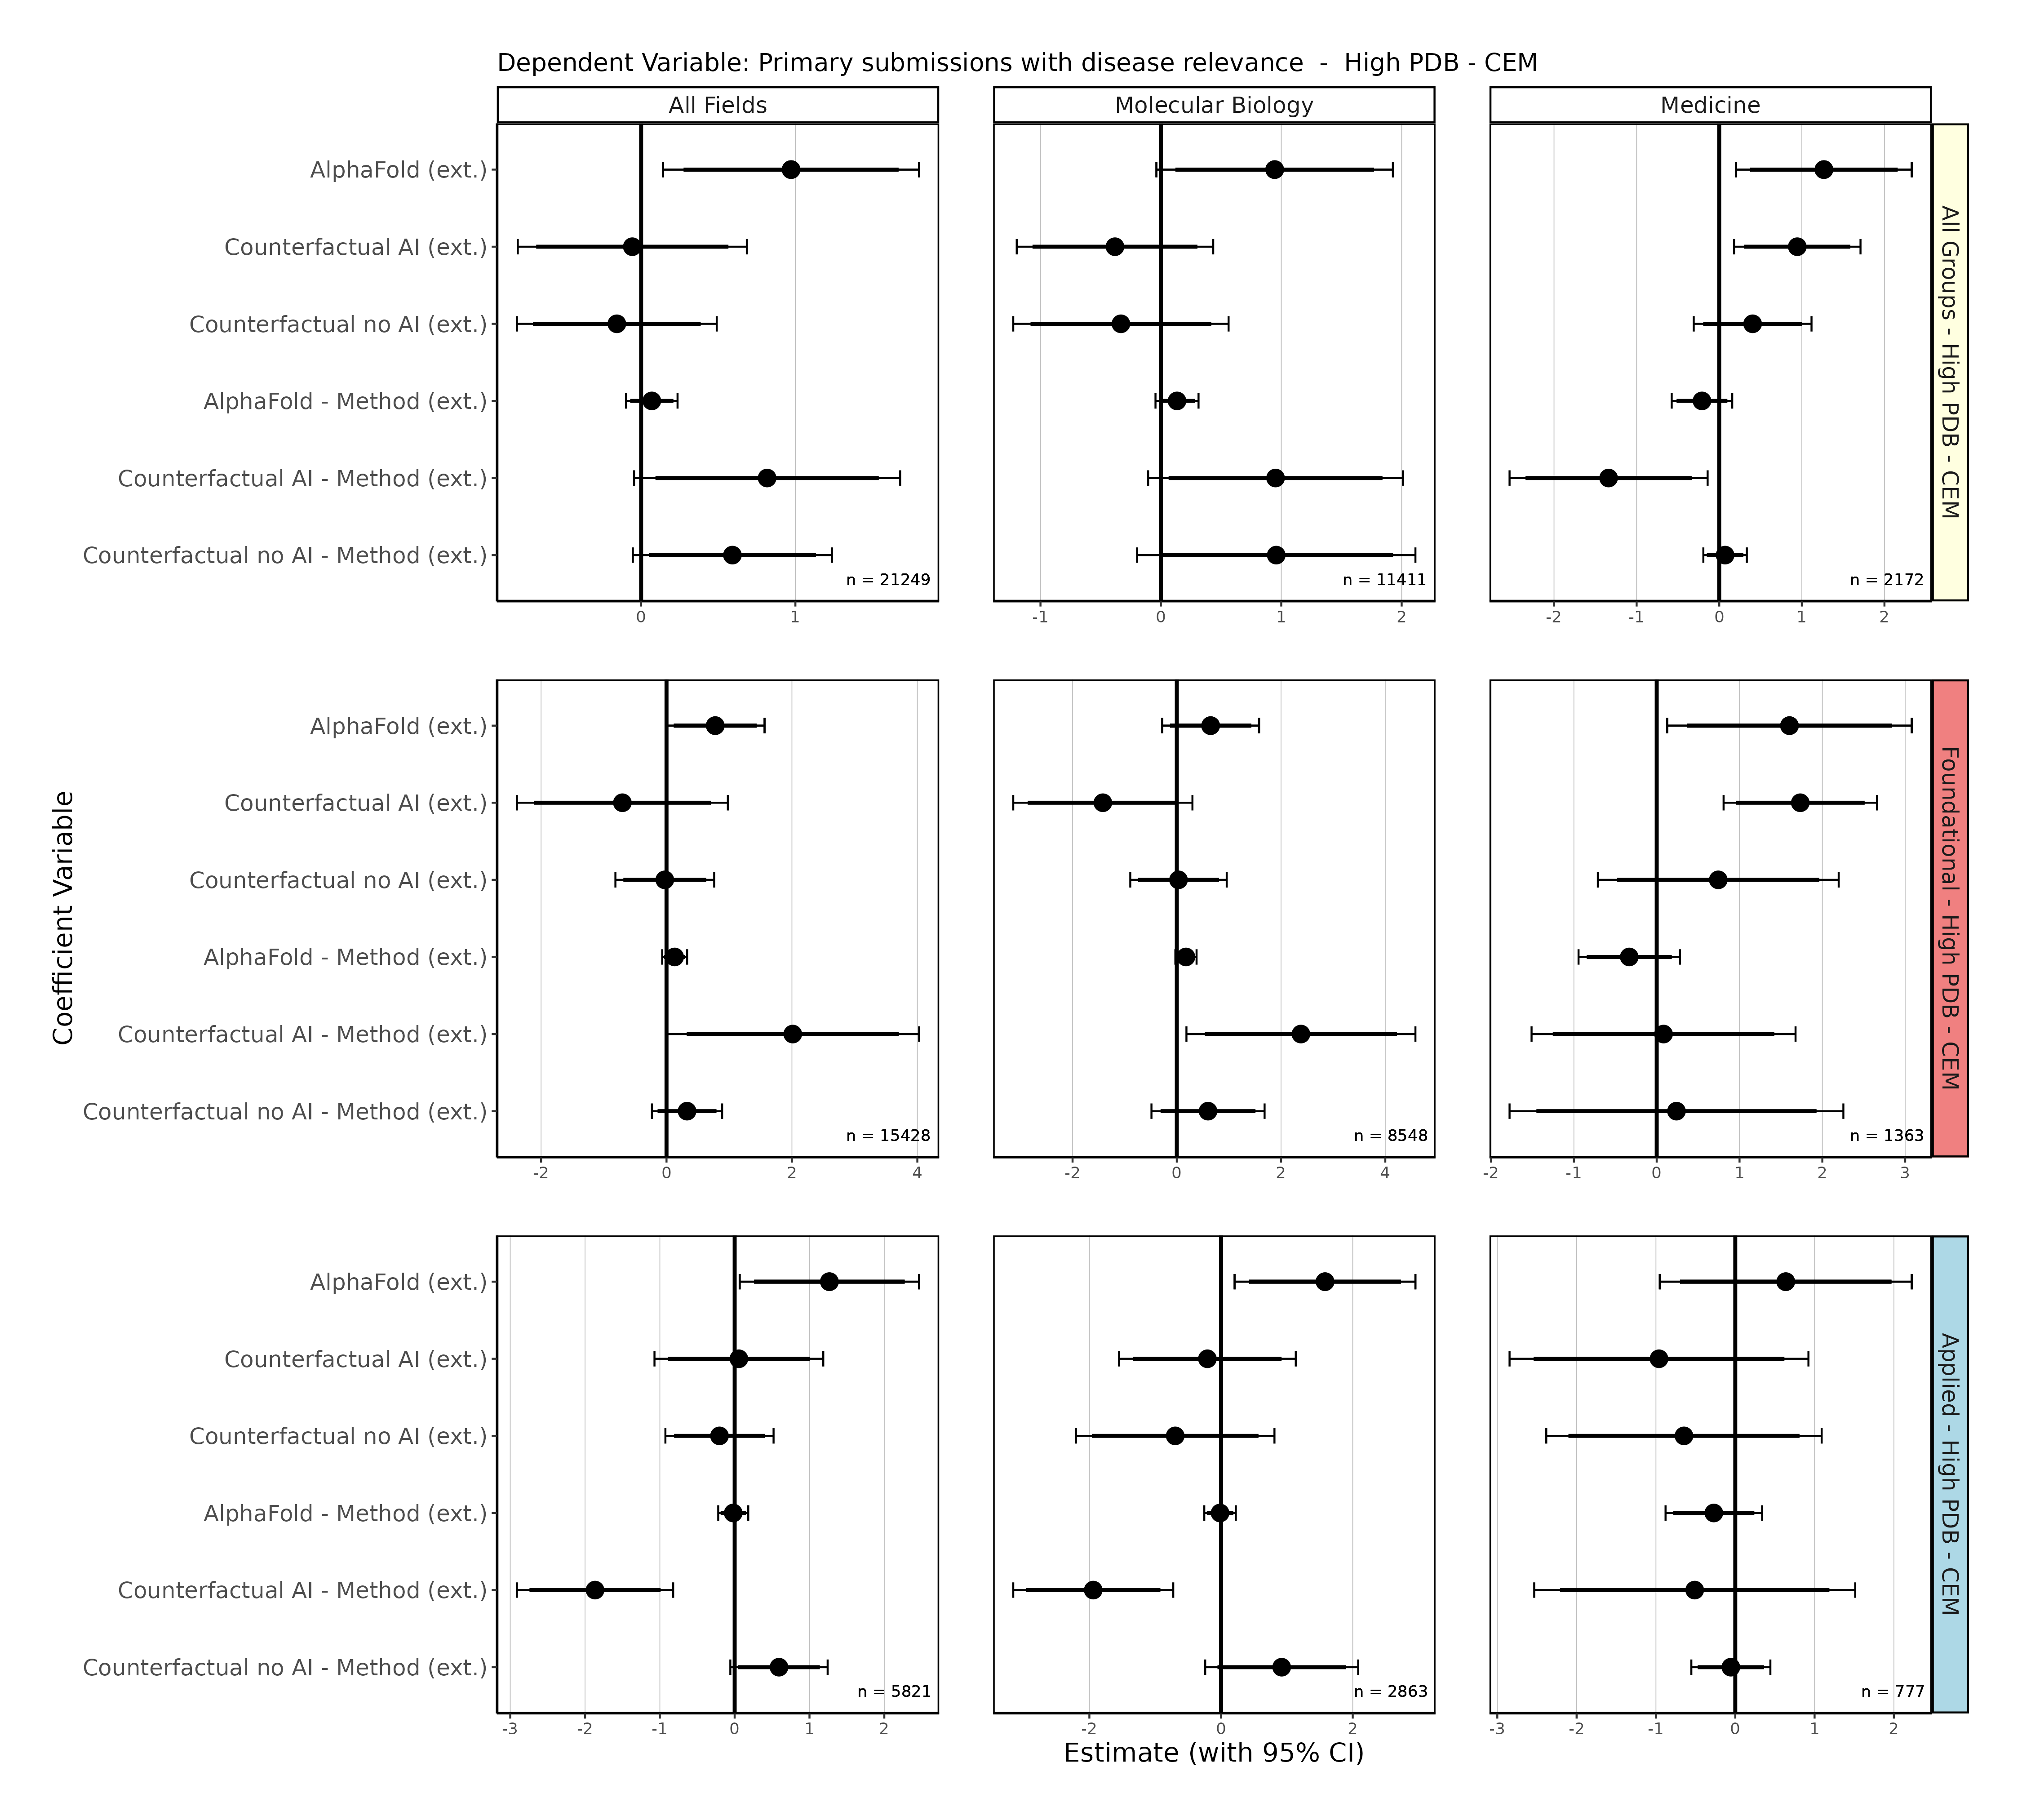 Dependent Variable: Primary submissions with disease relevance  -  High PDB - CEM
All Fields
Molecular Biology
Medicine
AlphaFold (ext.)
Counterfactual AI (ext.)
Counterfactual no AI (ext.)
AlphaFold - Method (ext.)
Counterfactual AI - Method (ext.)
Counterfactual no AI - Method (ext.)
n = 21249
n = 11411
n = 2172
0 1
-1 0 1 2
-2 -1 0 1 2
All Groups - High PDB - CEM
Coefficient Variable
AlphaFold (ext.)
Counterfactual AI (ext.)
Counterfactual no AI (ext.)
AlphaFold - Method (ext.)
Counterfactual AI - Method (ext.)
Counterfactual no AI - Method (ext.)
n = 15428
n = 8548
n = 1363
-2 0 2 4
-2 0 2 4
-2 -1 0 1 2 3
Foundational - High PDB - CEM
AlphaFold (ext.)
Counterfactual AI (ext.)
Counterfactual no AI (ext.)
AlphaFold - Method (ext.)
Counterfactual AI - Method (ext.)
Counterfactual no AI - Method (ext.)
n = 5821
n = 2863
n = 777
-3 -2 -1 0 1 2
-2 0 2
-3 -2 -1 0 1 2
Applied - High PDB - CEM
Estimate (with 95% CI)